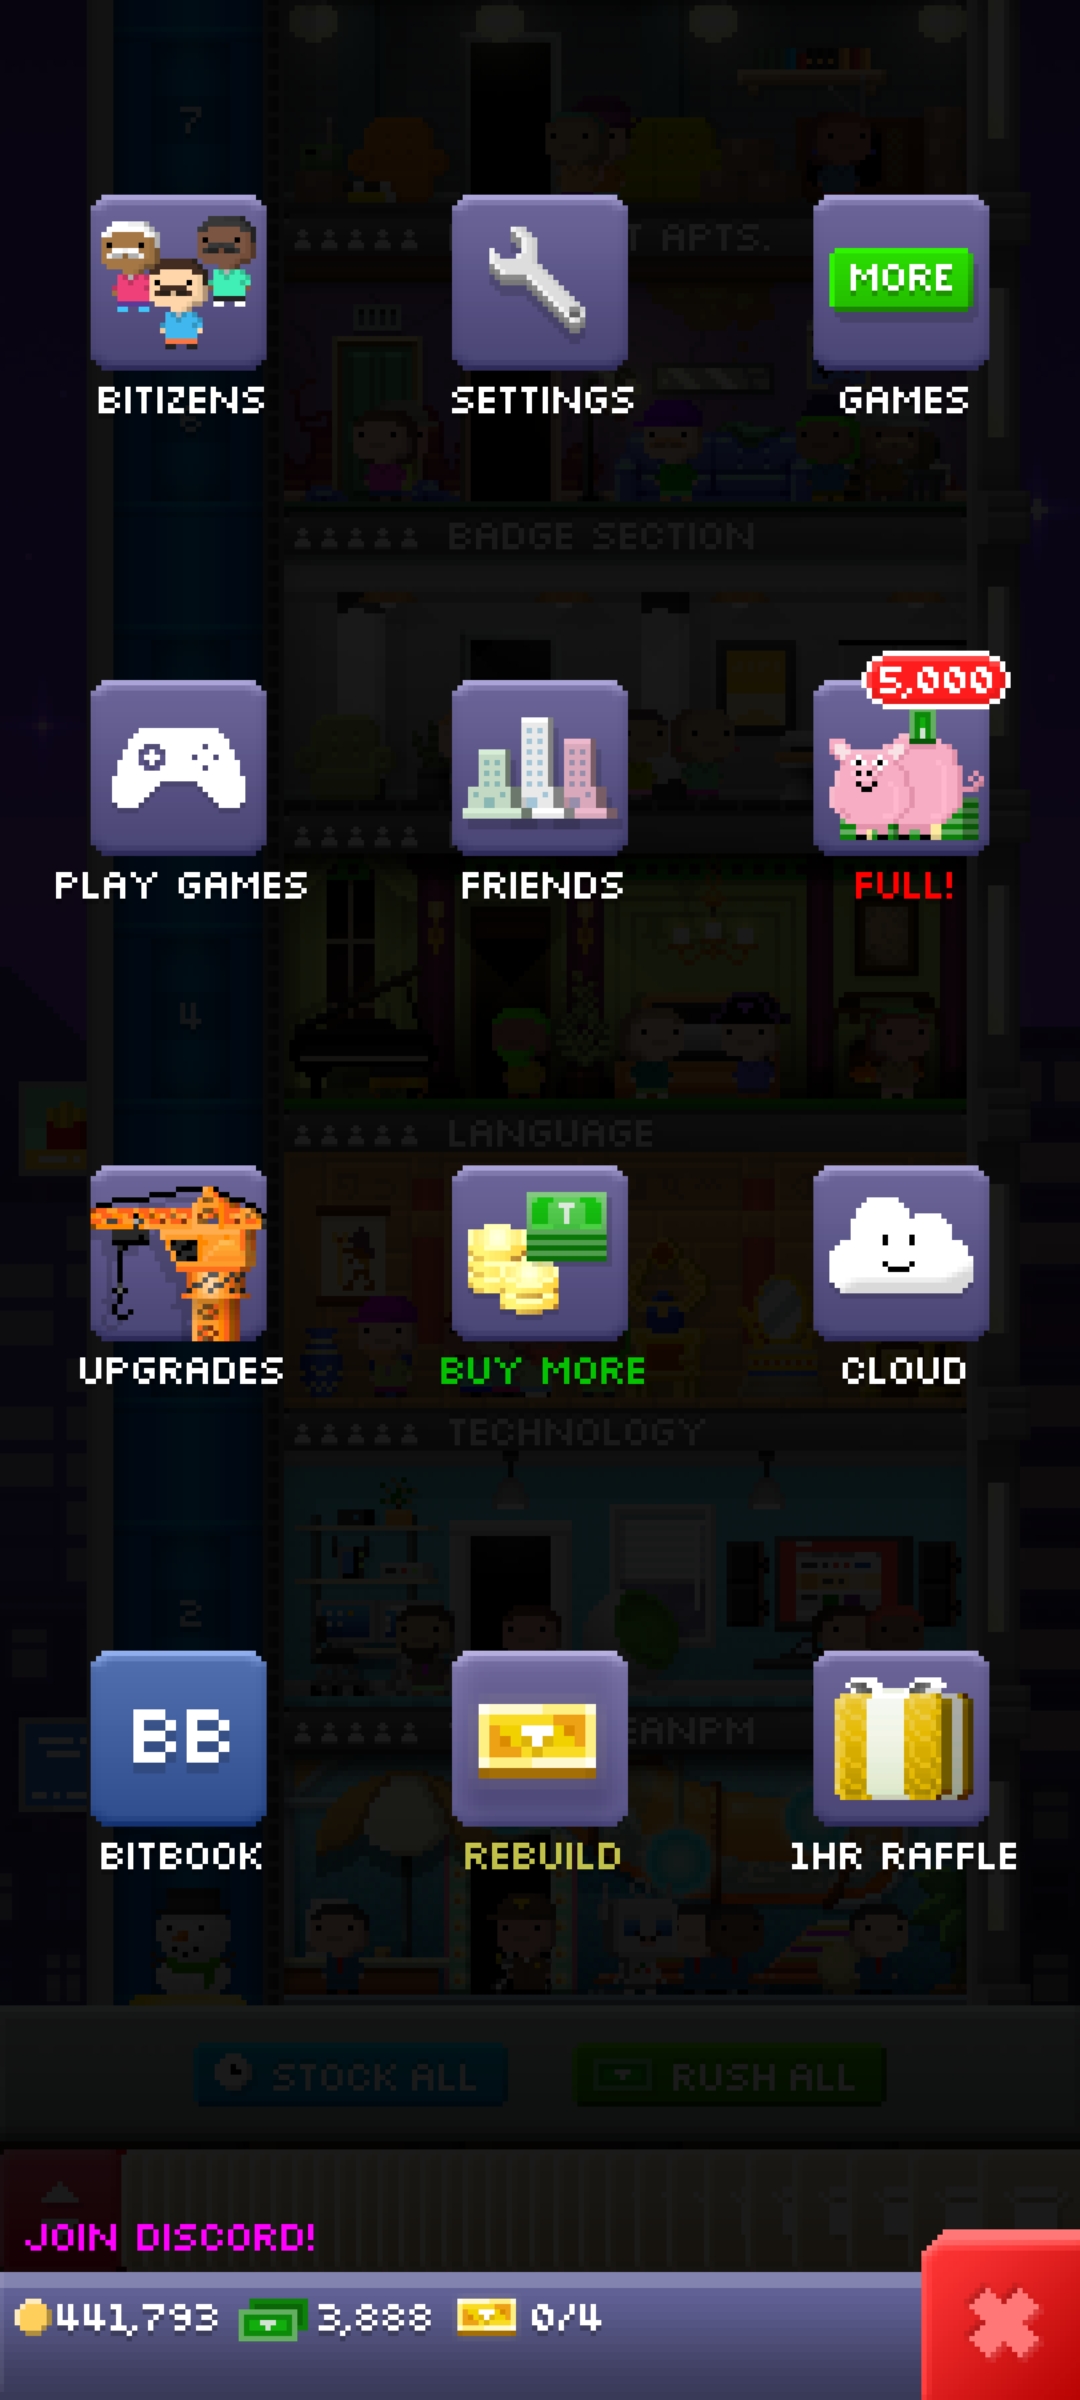 7
T APTS.
BITIZENS
SETTINGS
MORE
GAMES
BADGE SECTION
5,000
PLAY GAMES
FRIENDS
FULL!
4
LANGUAGE
T
UPGRADES
BUY MORE
CLOUD
TECHNOLOGY
2
BB
EANPM
BITBOOK
REBUILD
1HR RAFFLE
STOCK ALL
RUSH ALL
JOIN DISCORD!
441,793 3,888 0/4